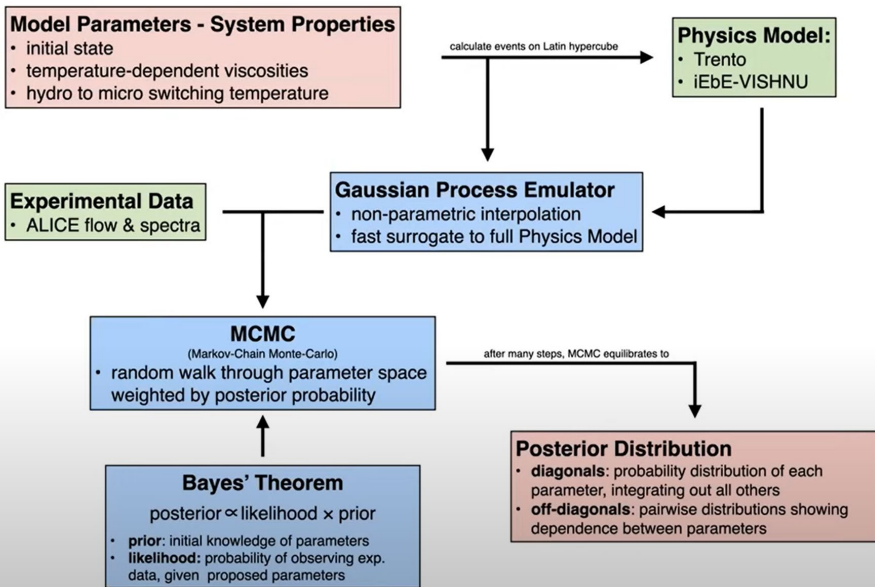 Model Parameters - System Properties
• initial state
• temperature-dependent viscosities
• hydro to micro switching temperature
calculate events on Latin hypercube
Physics Model:
• Trento
• iEbE-VISHNU
Experimental Data
• ALICE flow & spectra
Gaussian Process Emulator
• non-parametric interpolation
• fast surrogate to full Physics Model
MCMC
(Markov-Chain Monte-Carlo)
• random walk through parameter space
weighted by posterior probability
after many steps, MCMC equilibrates to
Posterior Distribution
• diagonals: probability distribution of each
parameter, integrating out all others
• off-diagonals: pairwise distributions showing
dependence between parameters
Bayes' Theorem
posterior ∝ likelihood × prior
• prior: initial knowledge of parameters
• likelihood: probability of observing exp.
data, given proposed parameters